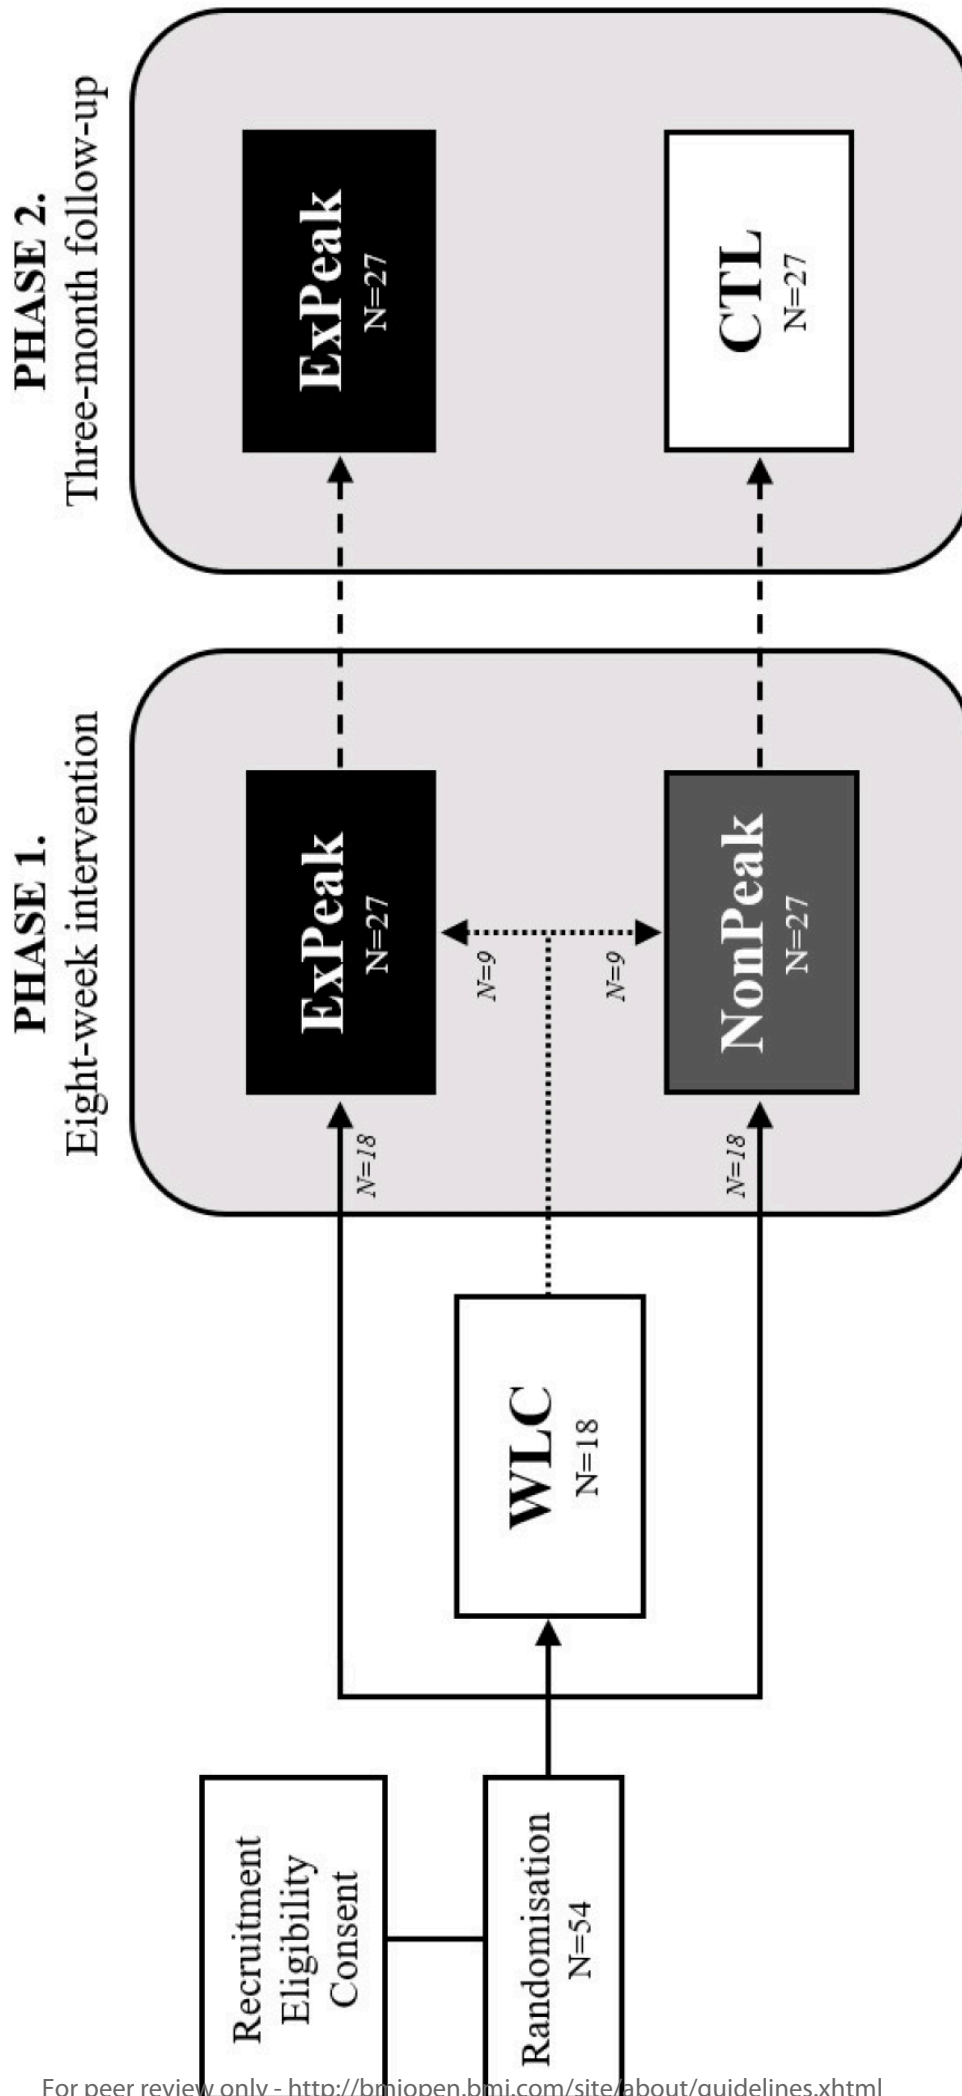 PHASE 1.
Eight-week intervention
PHASE 2.
Three-month follow-up
Recruitment
Eligibility
Consent
Randomisation
N=54
WLC
N=18
N=18
N=18
N=9
N=9
ExPeak
N=27
NonPeak
N=27
ExPeak
N=27
CTL
N=27
For peer review only - http://bmjopen.bmj.com/site/about/guidelines.xhtml